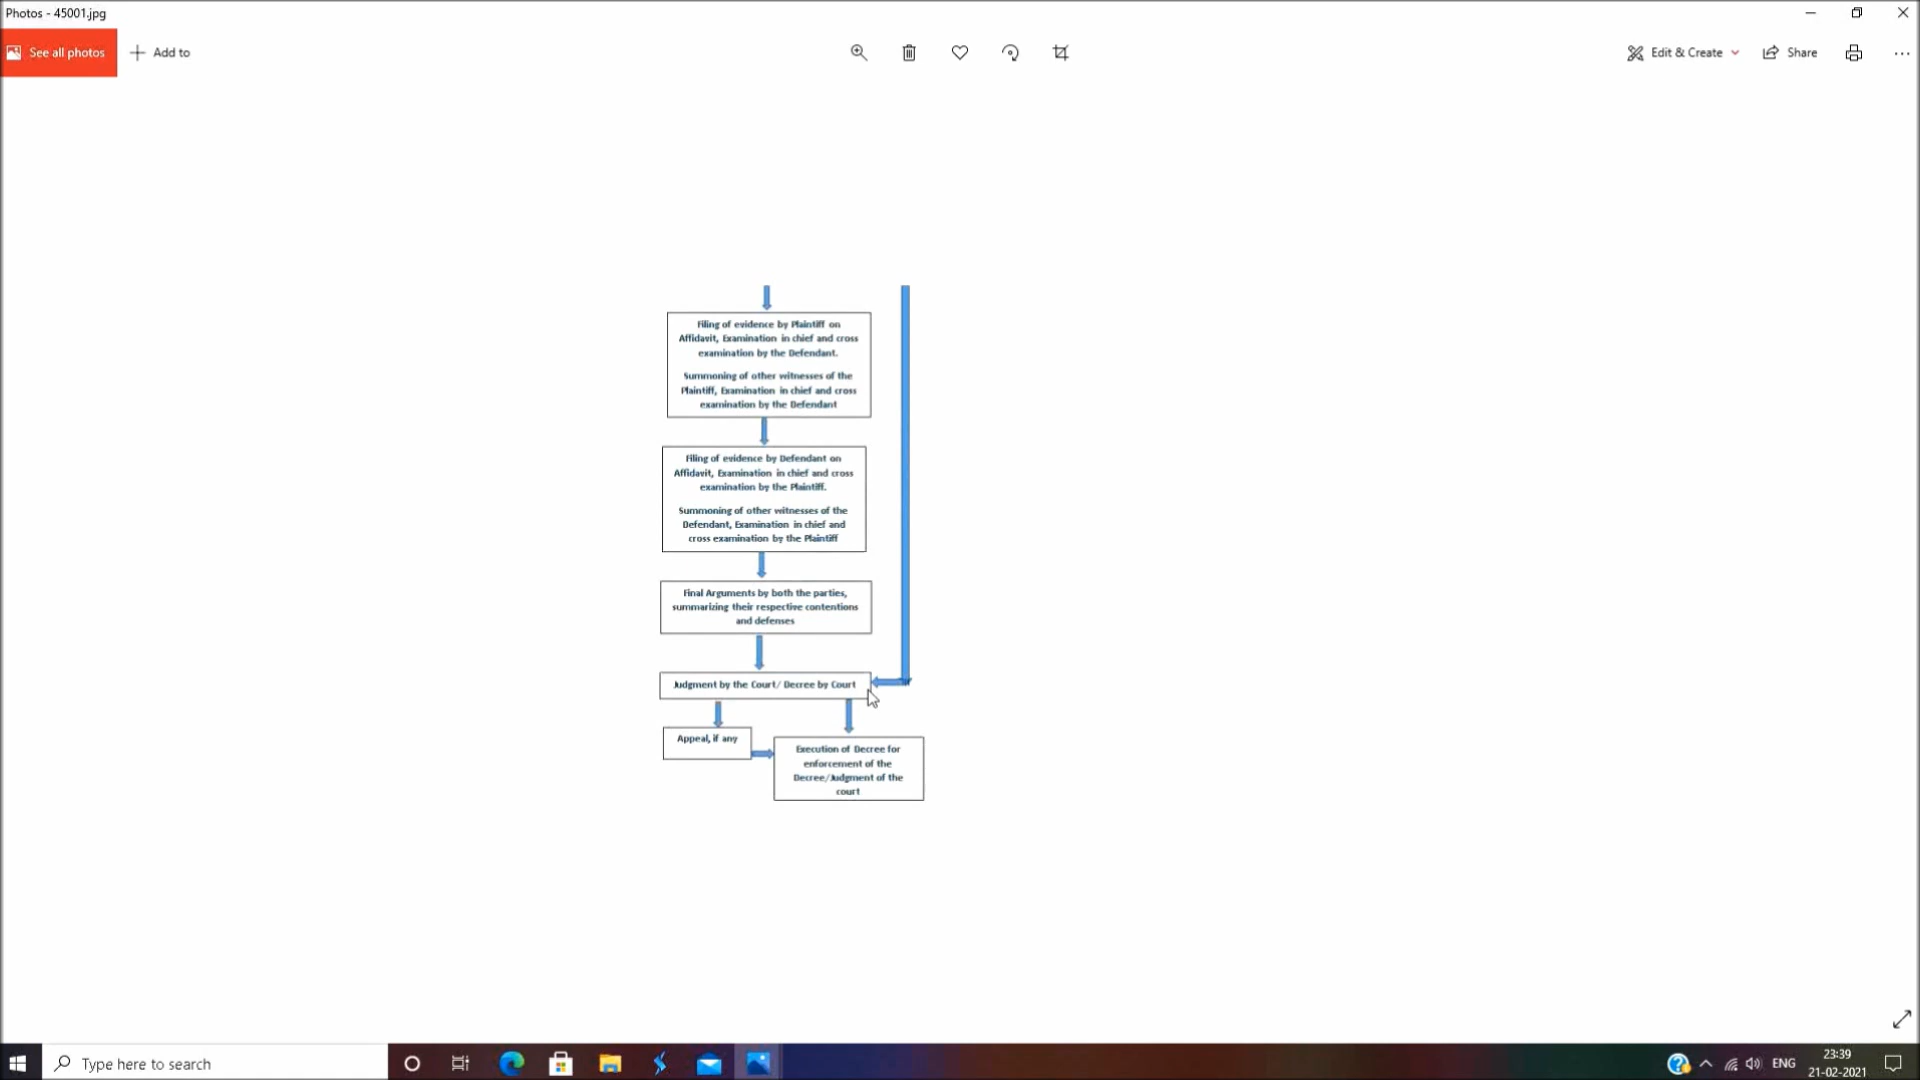 Photos - 45001.jpg
See all photos
Add to
Edit & Create
Share
Filing of evidence by Plaintiff on
Affidavit, Examination in chief and cross
examination by the Defendant.
Summoning of other witnesses of the
Plaintiff, Examination in chief and cross
examination by the Defendant
Filing of evidence by Defendant on
Affidavit, Examination in chief and cross
examination by the Plaintiff.
Summoning of other witnesses of the
Defendant, Examination in chief and
cross examination by the Plaintiff
Final Arguments by both the parties,
summarizing their respective contentions
and defenses
Judgment by the Court/ Decree by Court
Appeal, if any
Execution of Decree for
enforcement of the
Decree/Judgment of the
court
Type here to search
ENG
23:39
21-02-2021